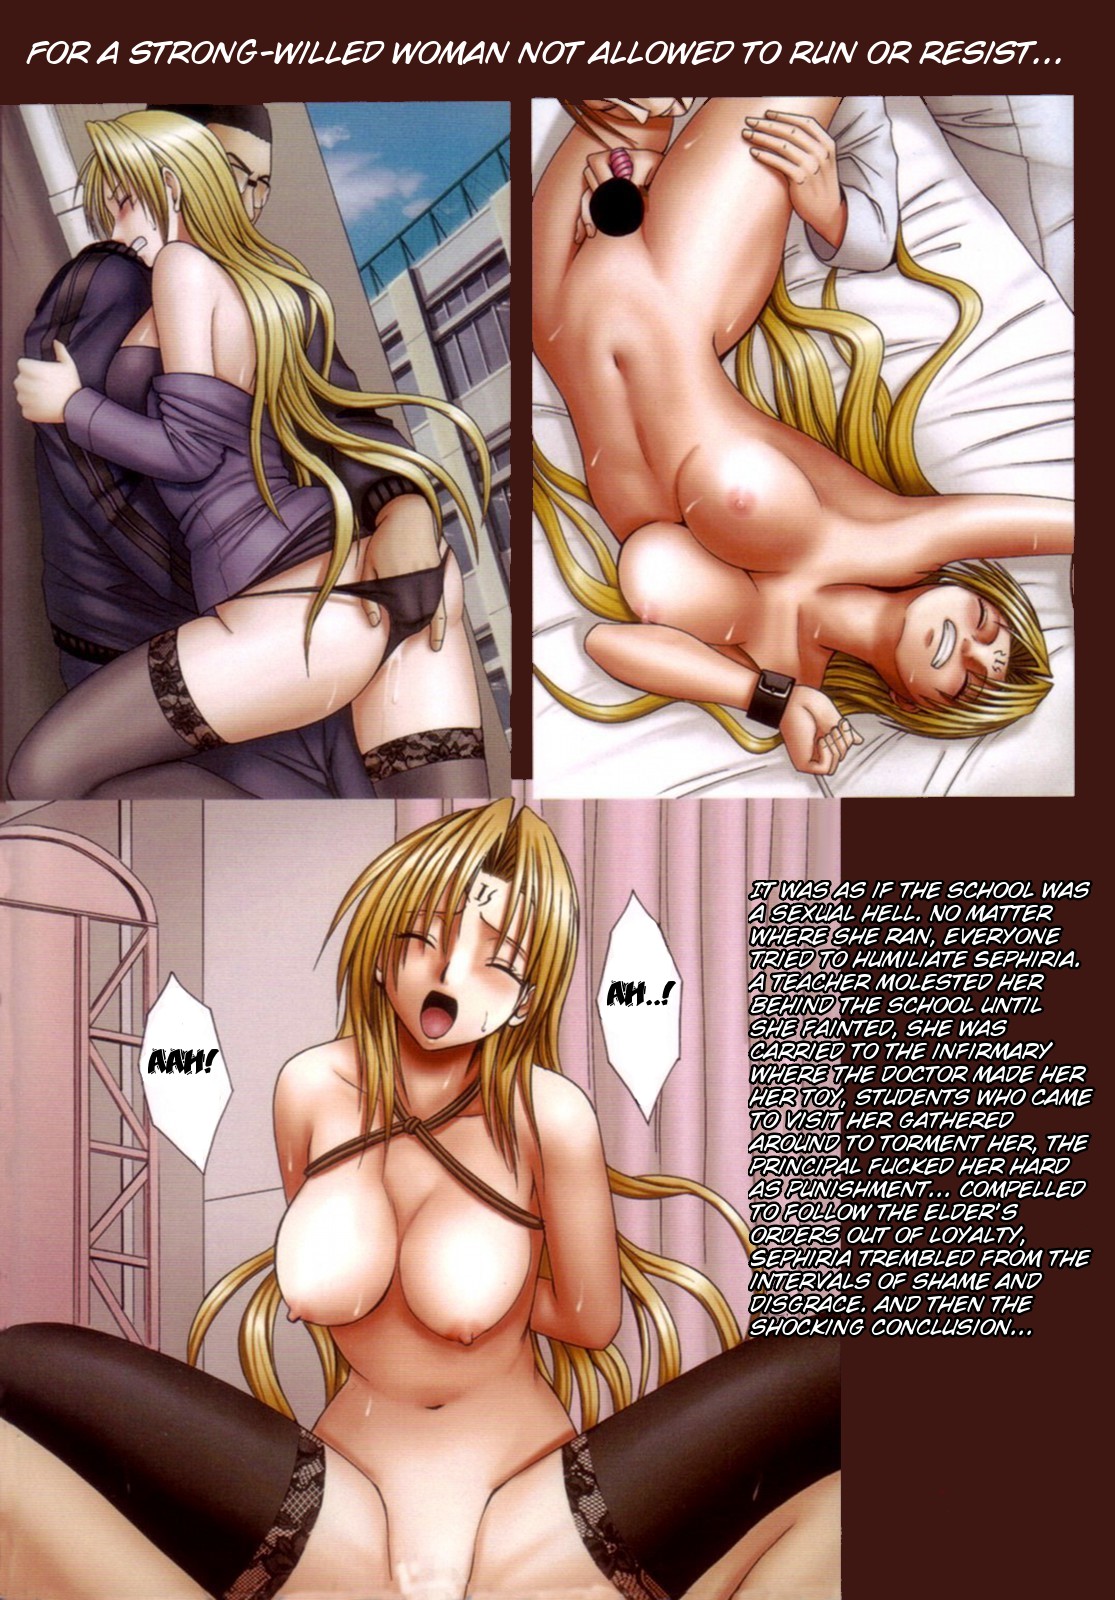 FOR A STRONG-WILLED WOMAN NOT ALLOWED TO RUN OR RESIST...
AAH!
AH..!
IT WAS AS IF THE SCHOOL WAS
A SEXUAL HELL. NO MATTER
WHERE SHE RAN, EVERYONE
TRIED TO HUMILIATE SEPHIRIA.
A TEACHER MOLESTED HER
BEHIND THE SCHOOL UNTIL
SHE FAINTED, SHE WAS
CARRIED TO THE INFIRMARY
WHERE THE DOCTOR MADE HER
HER TOY, STUDENTS WHO CAME
TO VISIT HER GATHERED
AROUND TO TORMENT HER, THE
PRINCIPAL FUCKED HER HARD
AS PUNISHMENT... COMPELLED
TO FOLLOW THE ELDER'S
ORDERS OUT OF LOYALTY,
SEPHIRIA TREMBLED FROM THE
INTERVALS OF SHAME AND
DISGRACE. AND THEN THE
SHOCKING CONCLUSION...